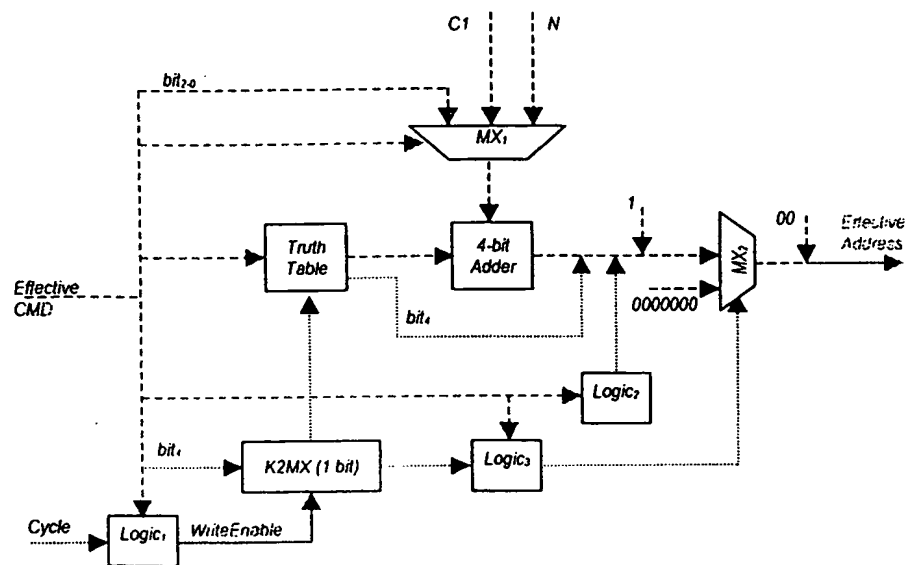 C1 N
bit₂₋₀
MX₁
1
00
Effective
Address
Truth
Table
4-bit
Adder
MX₂
Effective
CMD
0000000
bit₄
Logic₂
bit₄
K2MX (1 bit)
Logic₃
Cycle
Logic₁
WriteEnable